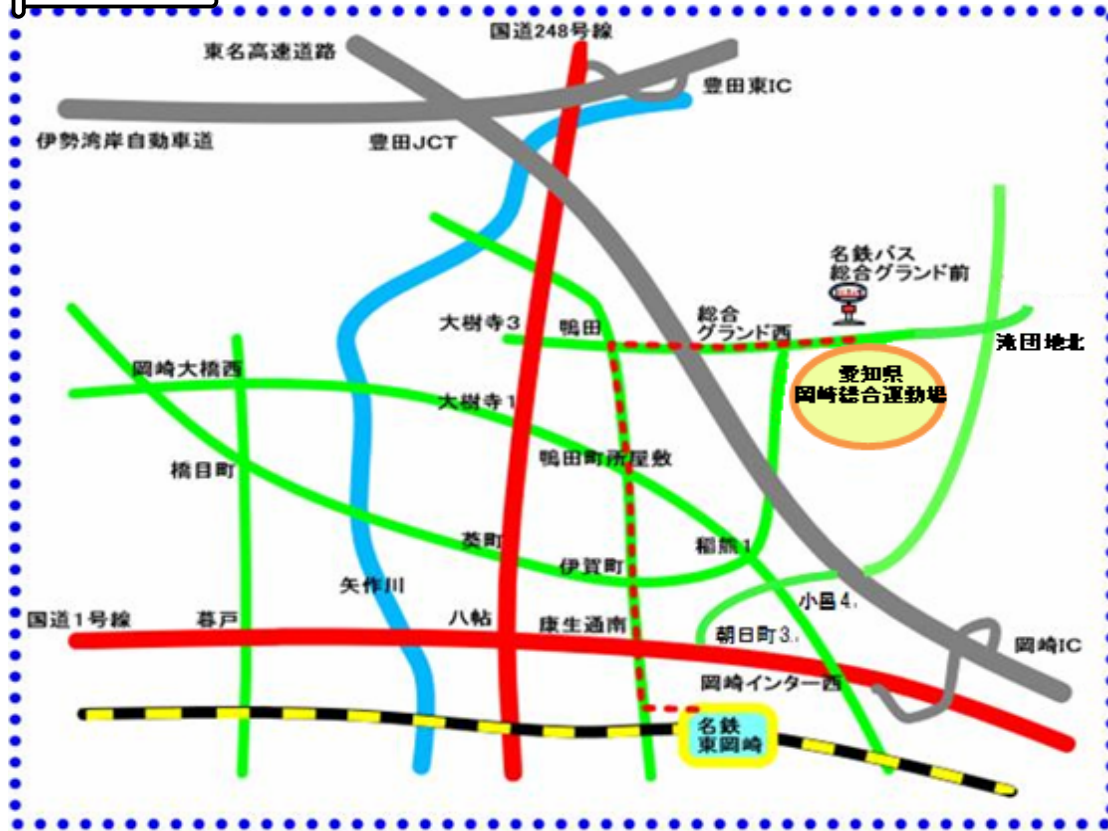 国道248号線
東名高速道路
豊田東IC
伊勢湾岸自動車道
豊田JCT
名鉄バス
総合グランド前
総合
グランド西
大樹寺3
鴨田
滝団地北
岡崎大橋西
愛知県
岡崎総合運動場
大樹寺1
鴨田町所屋敷
橋目町
葵町
稲熊1
伊賀町
矢作川
小呂4.
国道1号線
暮戸
八帖
康生通南
朝日町3.
岡崎IC
岡崎インター西
名鉄
東岡崎